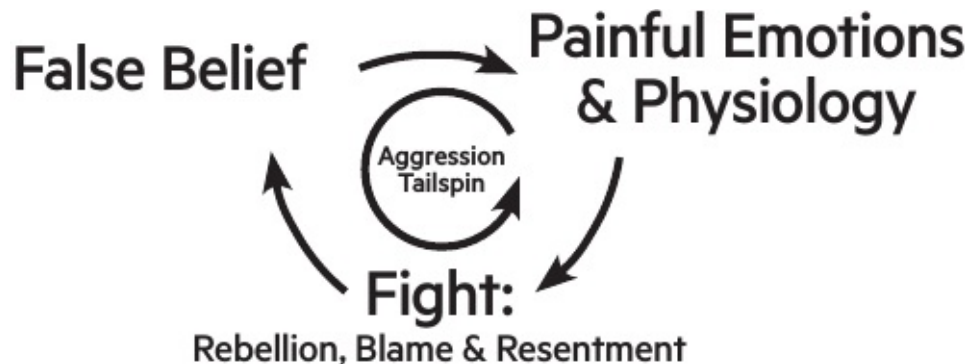 False Belief
Painful Emotions
& Physiology
Aggression
Tailspin
Fight:
Rebellion, Blame & Resentment